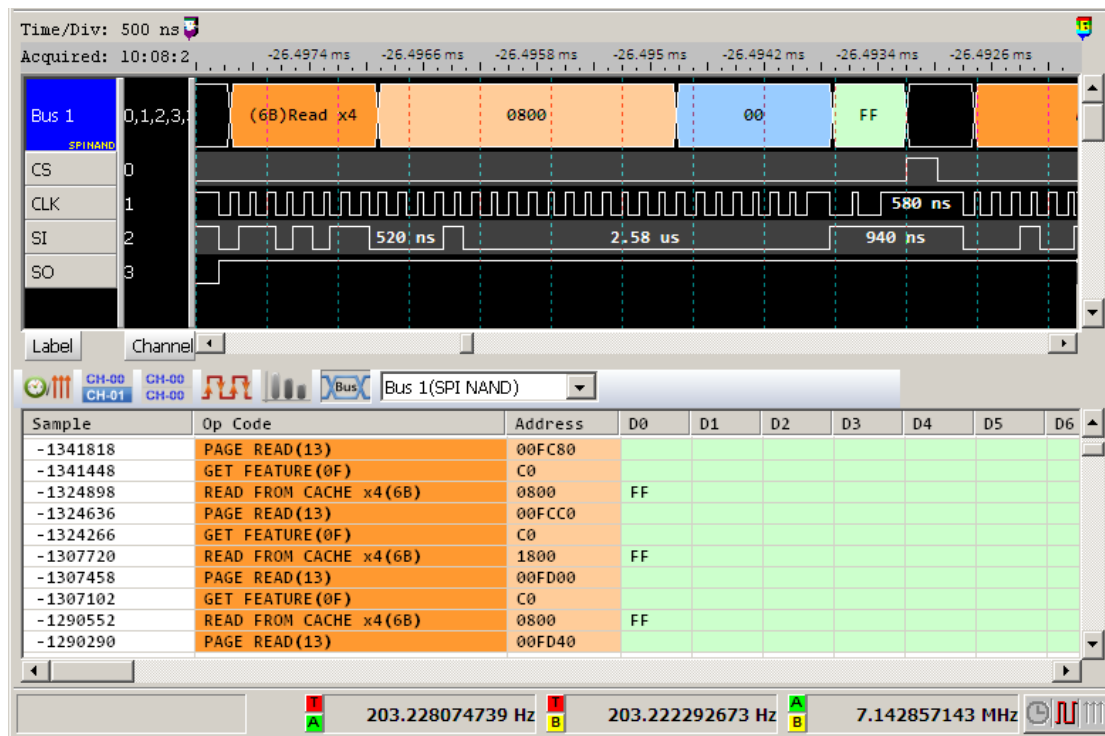 Time/Div: 500 ns
Acquired: 10:08:2 -26.4974 ms -26.4966 ms -26.4958 ms -26.495 ms -26.4942 ms -26.4934 ms -26.4926 ms
Bus 1 0,1,2,3, (6B)Read x4 0800 00 FF
SPINAND
CS 0
CLK 1 580 ns
SI 2 520 ns 2.58 us 940 ns
SO 3
Label Channel
CH-00 CH-00
CH-01 CH-00 Bus Bus 1(SPI NAND)
Sample Op Code Address D0 D1 D2 D3 D4 D5 D6
-1341818 PAGE READ(13) 00FC80
-1341448 GET FEATURE(0F) C0
-1324898 READ FROM CACHE x4(6B) 0800 FF
-1324636 PAGE READ(13) 00FCC0
-1324266 GET FEATURE(0F) C0
-1307720 READ FROM CACHE x4(6B) 1800 FF
-1307458 PAGE READ(13) 00FD00
-1307102 GET FEATURE(0F) C0
-1290552 READ FROM CACHE x4(6B) 0800 FF
-1290290 PAGE READ(13) 00FD40
T A 203.228074739 Hz T B 203.222292673 Hz A B 7.142857143 MHz